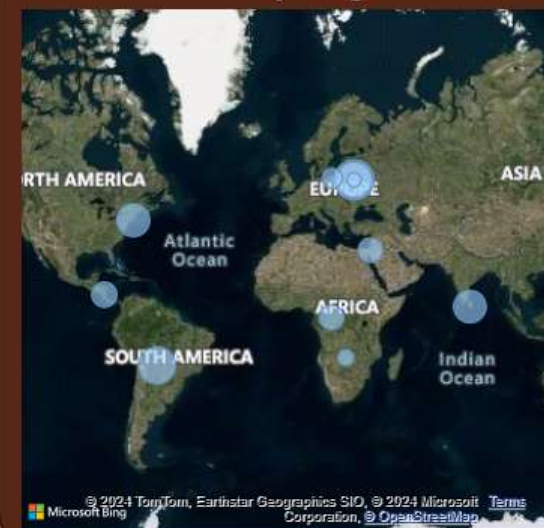 RTH AMERICA
EUROPE
ASIA
Atlantic
Ocean
AFRICA
SOUTH AMERICA
Indian
Ocean
© 2024 TomTom, Earthstar Geographics SIO, © 2024 Microsoft Terms
Microsoft Bing
Corporation, © OpenStreetMap